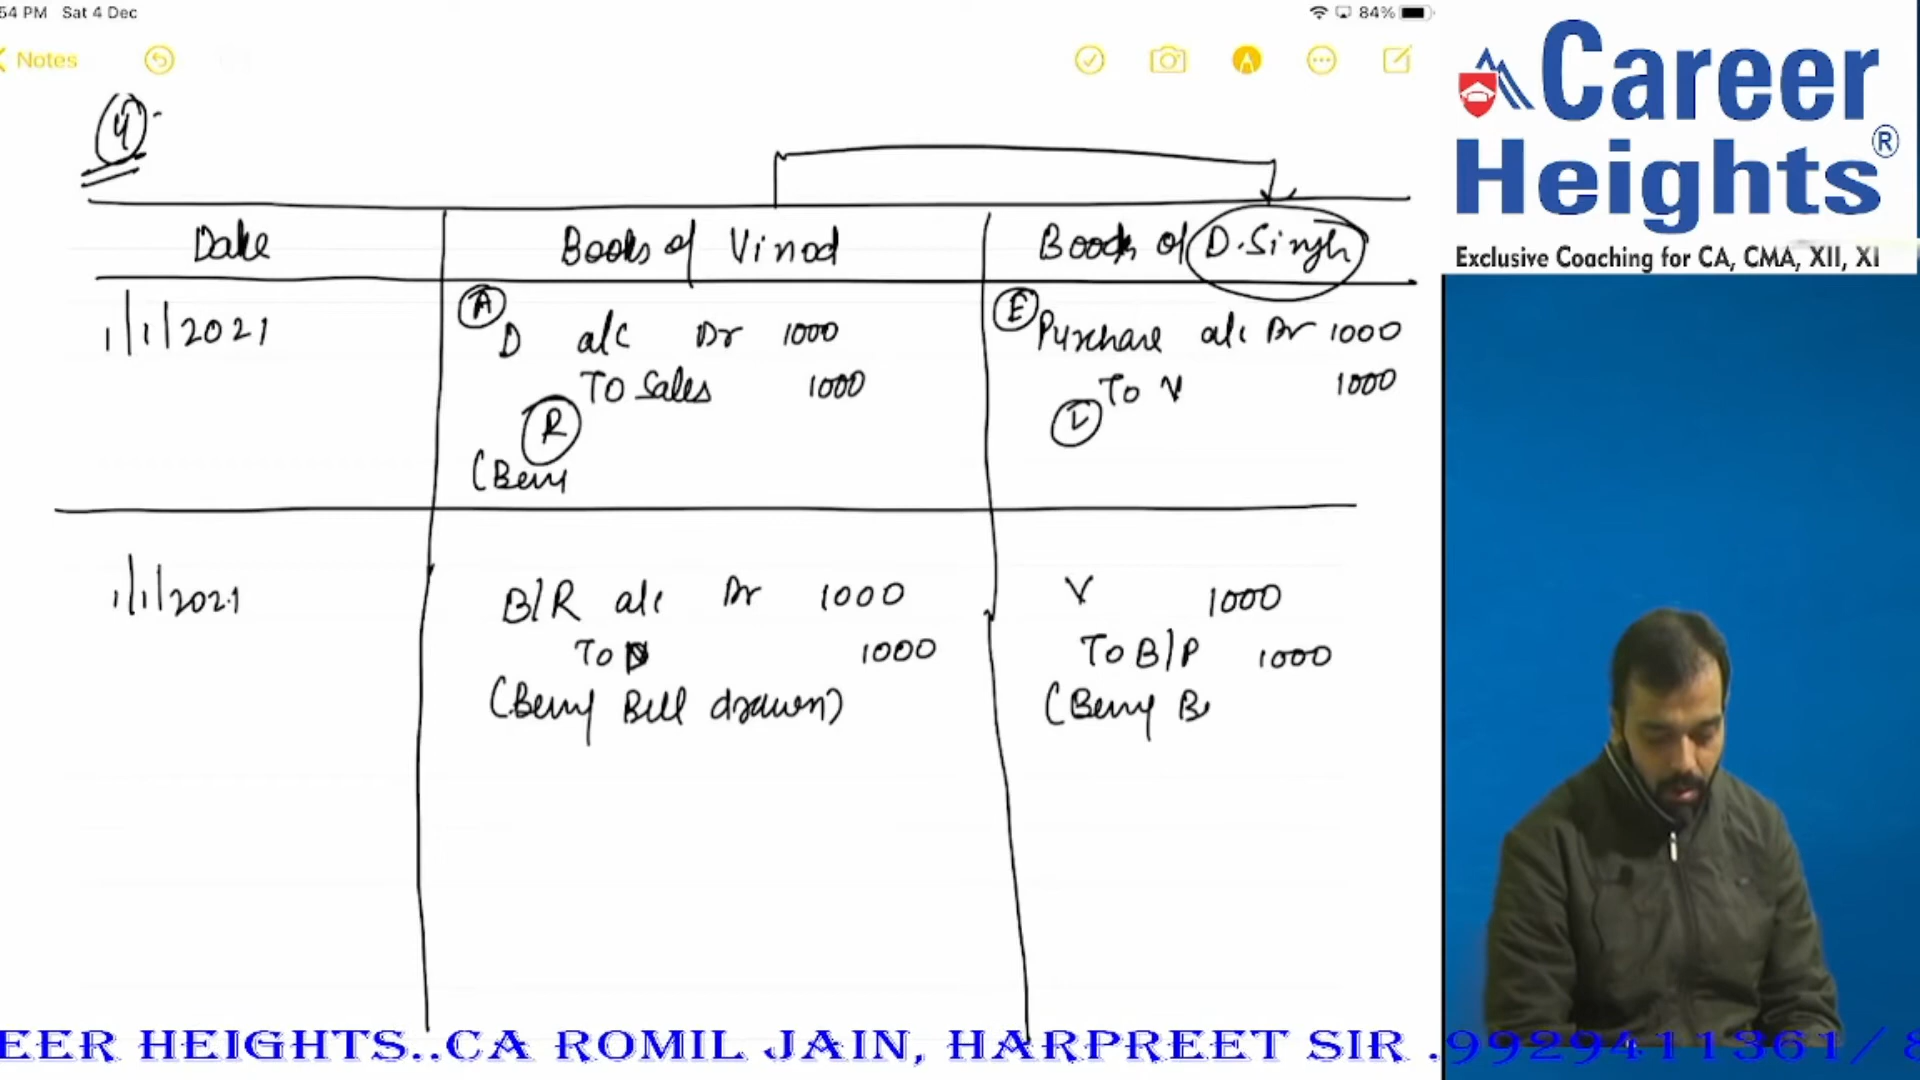 54 PM Sat 4 Dec
84%
Notes
Career
Heights®
Exclusive Coaching for CA, CMA, XII, XI
4
Date
Books of Vinod
Books of D. Singh
1/1/2021
A
D a/c Dr 1000
To Sales 1000
R
(Being
E
Purchase a/c Dr 1000
To V 1000
L
1/1/2021
B/R a/c Dr 1000
To D 1000
(Being Bill drawn)
V 1000
To B/P 1000
(Being B
EER HEIGHTS..CA ROMIL JAIN, HARPREET SIR .9929411361/ 8